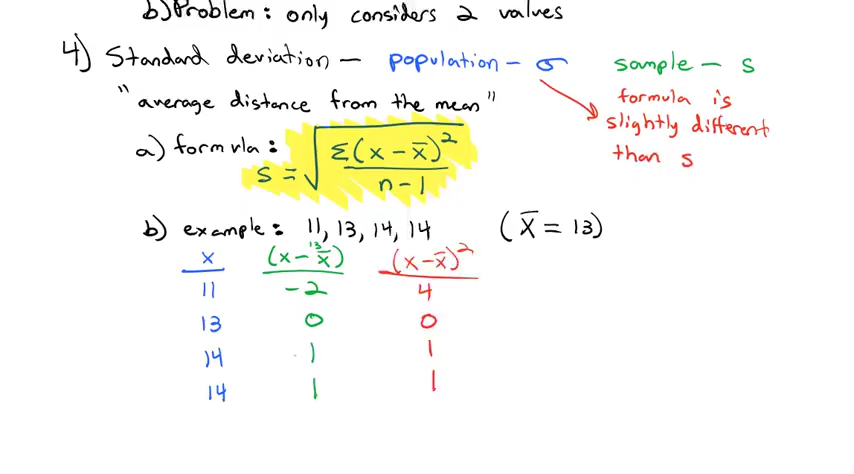 b) Problem: only considers 2 values
4) Standard deviation – population – σ sample – s
"average distance from the mean"
formula is
slightly different
than s
a) formula: s = √(Σ(x – x̄)² / n – 1)
b) example: 11, 13, 14, 14 (x̄ = 13)
13
x (x – x̄) (x – x̄)²
11 -2 4
13 0 0
14 1 1
14 1 1